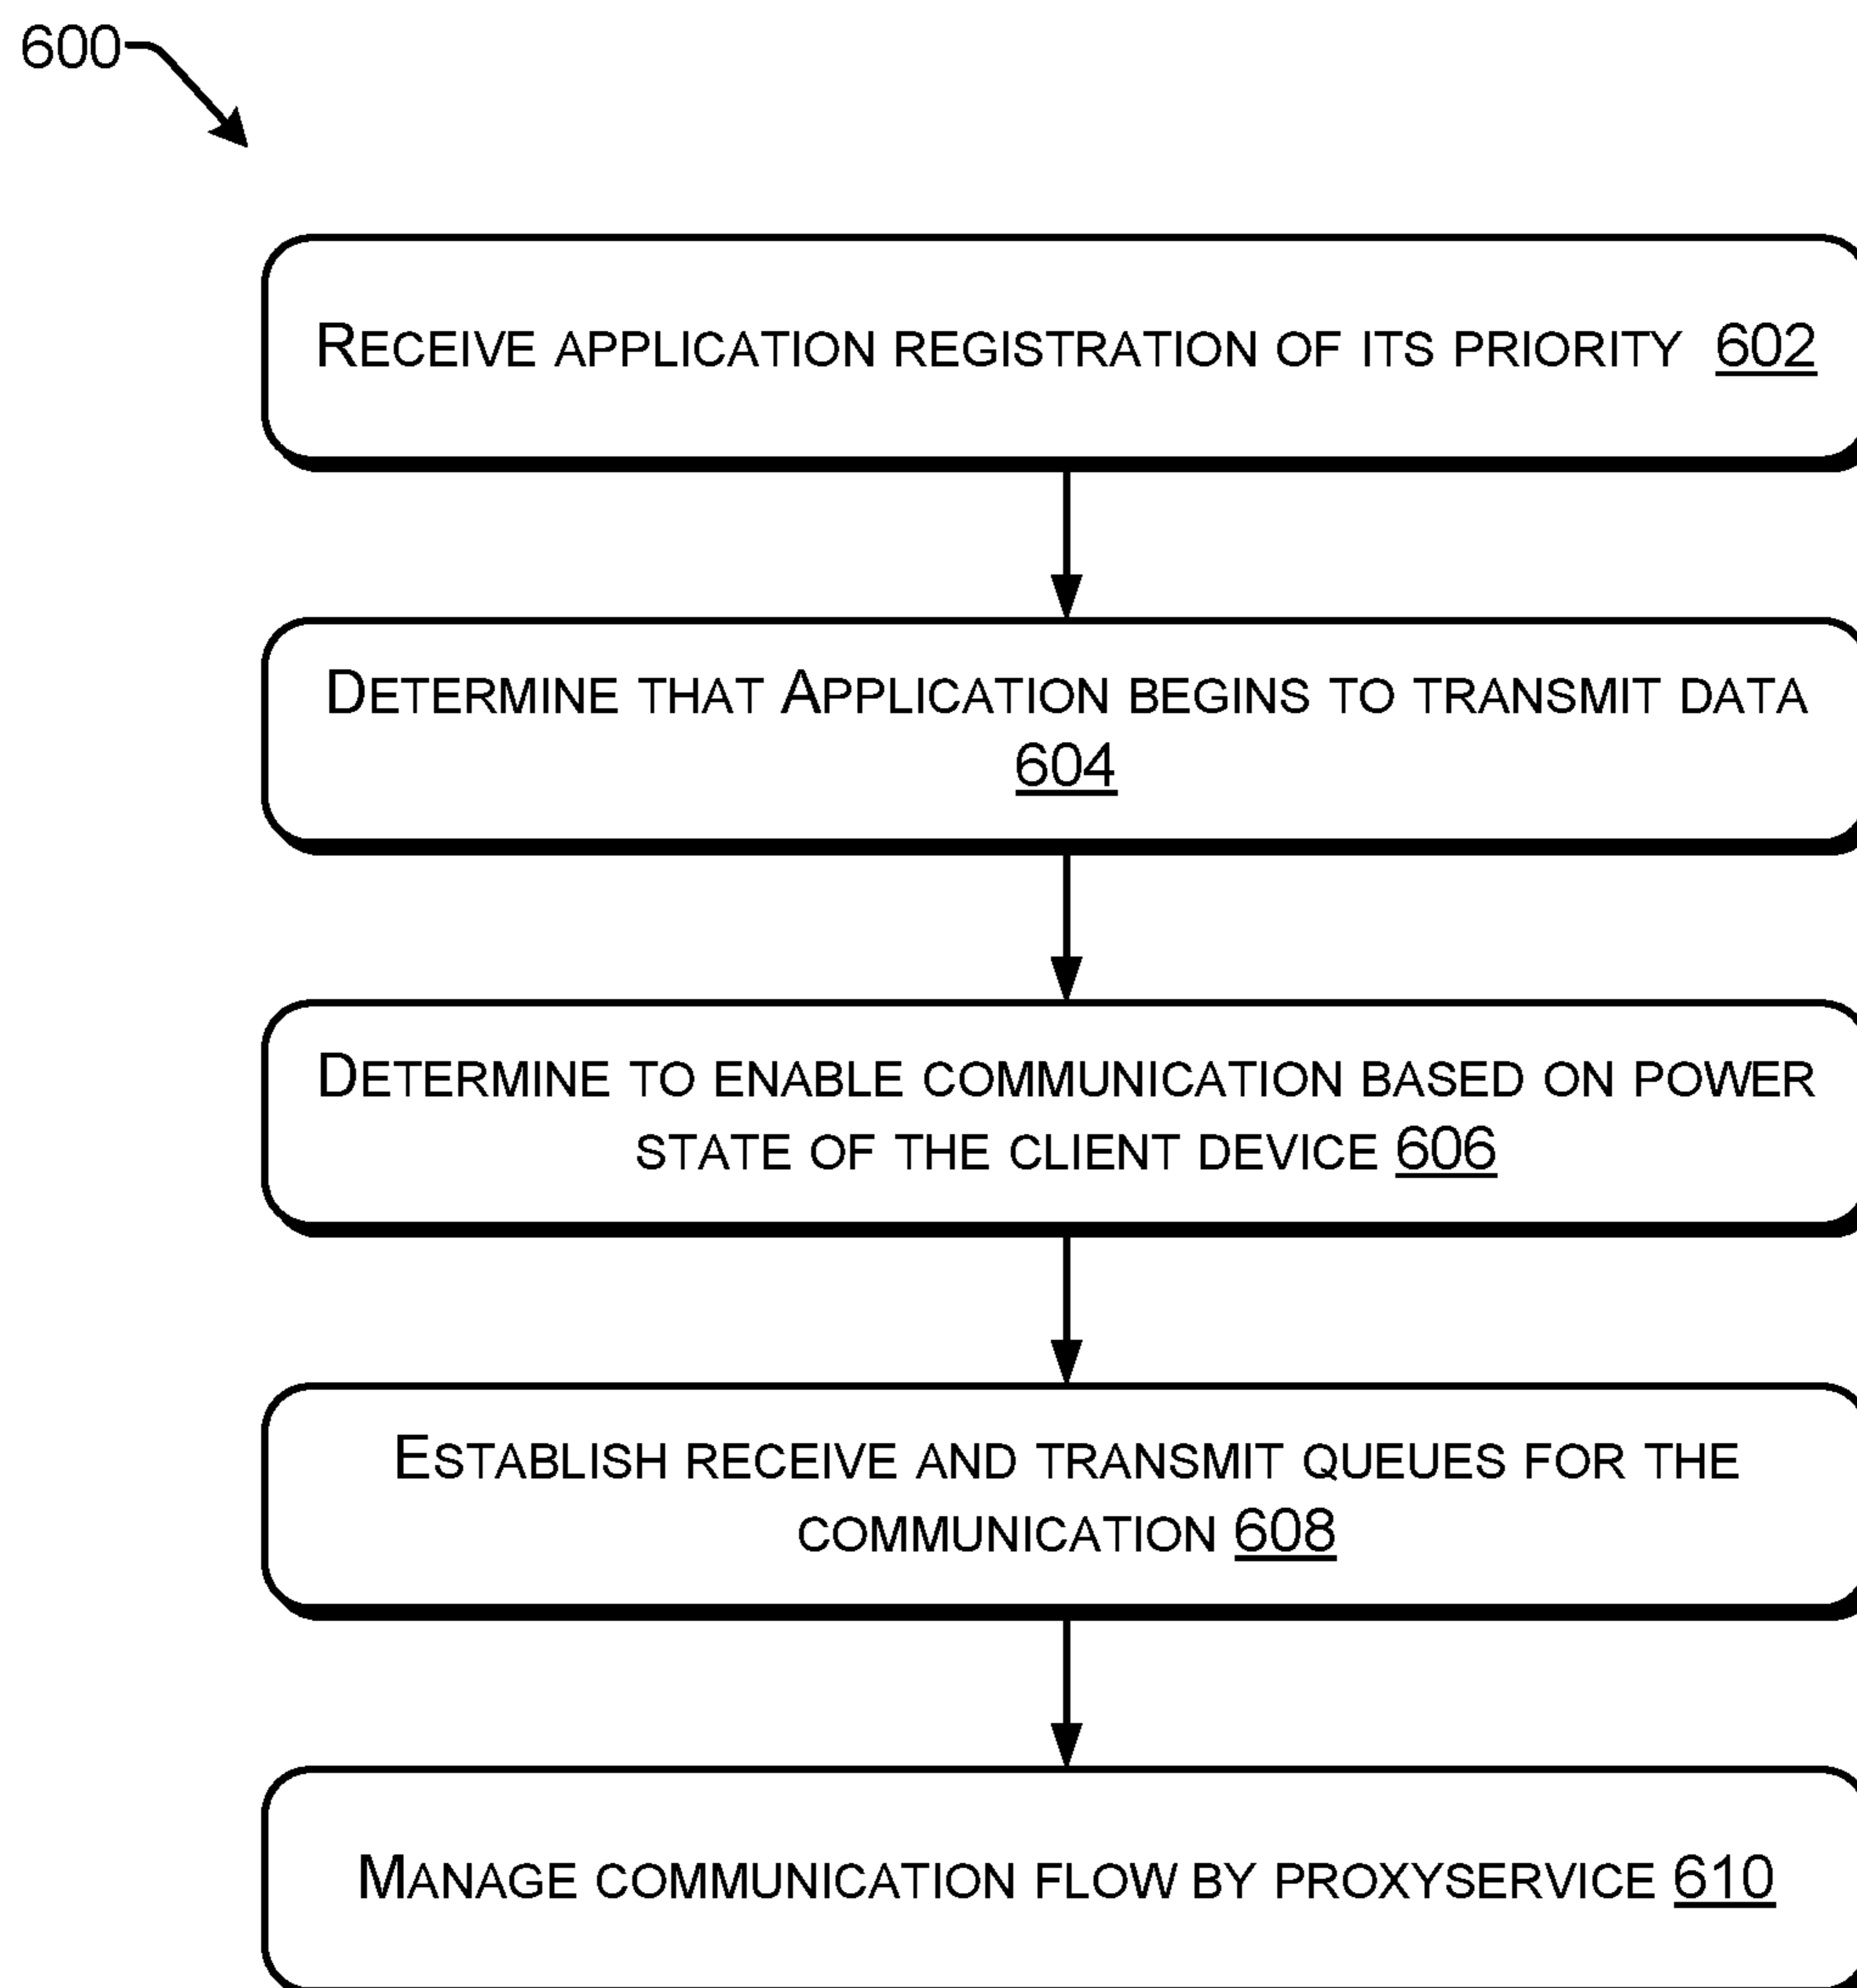 600
RECEIVE APPLICATION REGISTRATION OF ITS PRIORITY 602
DETERMINE THAT APPLICATION BEGINS TO TRANSMIT DATA
604
DETERMINE TO ENABLE COMMUNICATION BASED ON POWER
STATE OF THE CLIENT DEVICE 606
ESTABLISH RECEIVE AND TRANSMIT QUEUES FOR THE
COMMUNICATION 608
MANAGE COMMUNICATION FLOW BY PROXYSERVICE 610